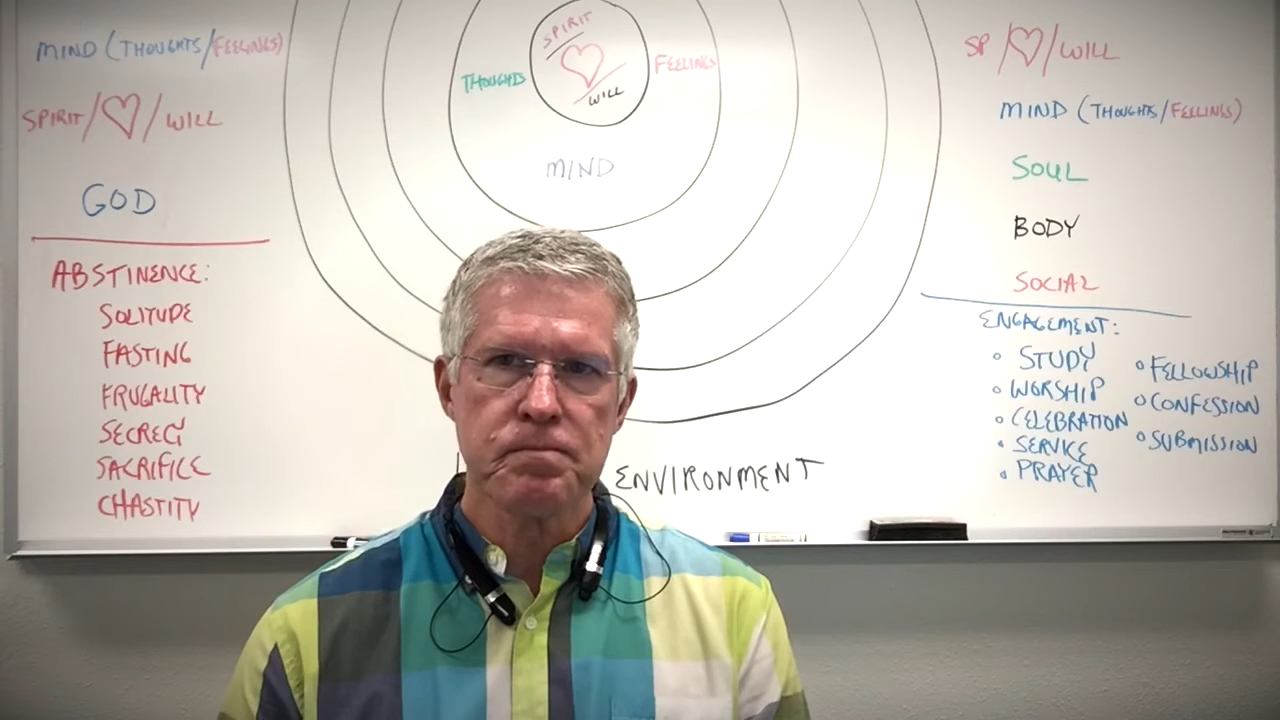 MIND (THOUGHTS/FEELINGS)
SPIRIT/♡/WILL
GOD
ABSTINENCE:
SOLITUDE
FASTING
FRUGALITY
SECRECY
SACRIFICE
CHASTITY
SPIRIT
♡
WILL
THOUGHTS
FEELINGS
MIND
ENVIRONMENT
SP/♡/WILL
MIND (THOUGHTS/FEELINGS)
SOUL
BODY
SOCIAL
ENGAGEMENT:
• STUDY
• WORSHIP
• CELEBRATION
• SERVICE
• PRAYER
• FELLOWSHIP
• CONFESSION
• SUBMISSION